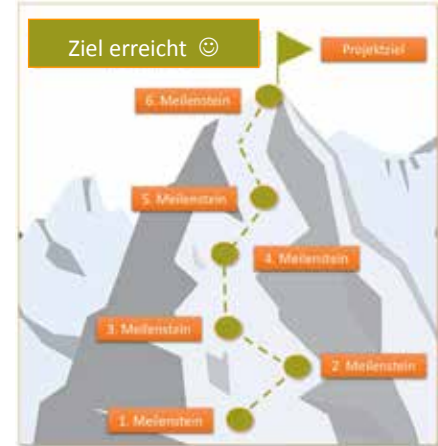 Ziel erreicht ☺
Projektziel
6. Meilenstein
5. Meilenstein
4. Meilenstein
3. Meilenstein
2. Meilenstein
1. Meilenstein